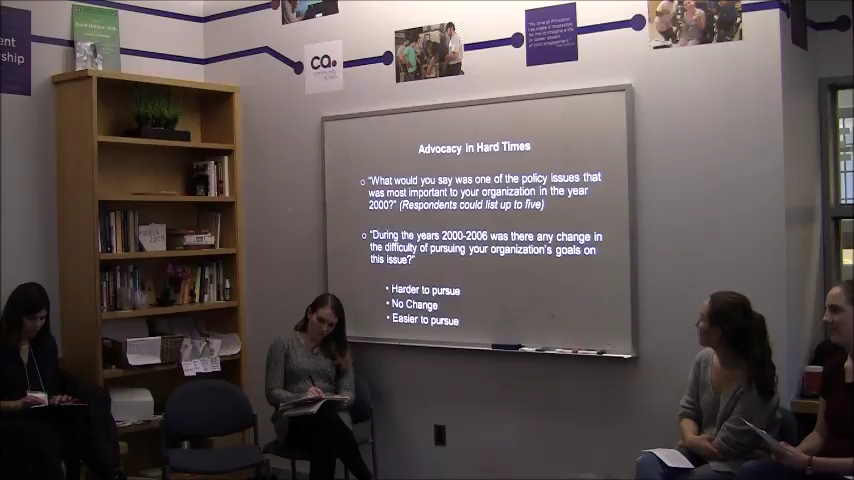 ca.
community
action
Advocacy in Hard Times
"What would you say was one of the policy issues that
was most important to your organization in the year
2000?" (Respondents could list up to five)
"During the years 2000-2006 was there any change in
the difficulty of pursuing your organization's goals on
this issue?"
• Harder to pursue
• No Change
• Easier to pursue